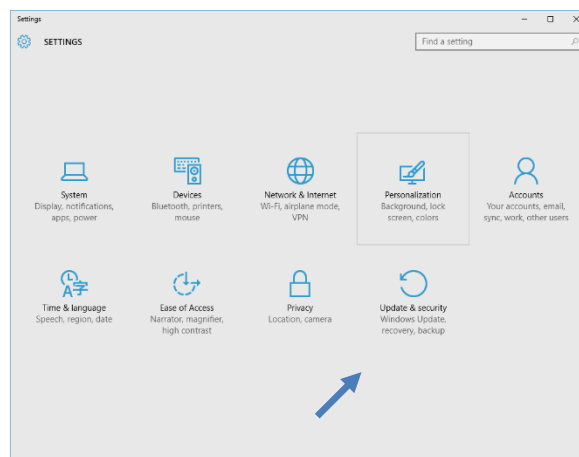 Settings
SETTINGS
Find a setting
System
Display, notifications,
apps, power
Devices
Bluetooth, printers,
mouse
Network & Internet
Wi-Fi, airplane mode,
VPN
Personalization
Background, lock
screen, colors
Accounts
Your accounts, email,
sync, work, other users
Time & language
Speech, region, date
Ease of Access
Narrator, magnifier,
high contrast
Privacy
Location, camera
Update & security
Windows Update,
recovery, backup